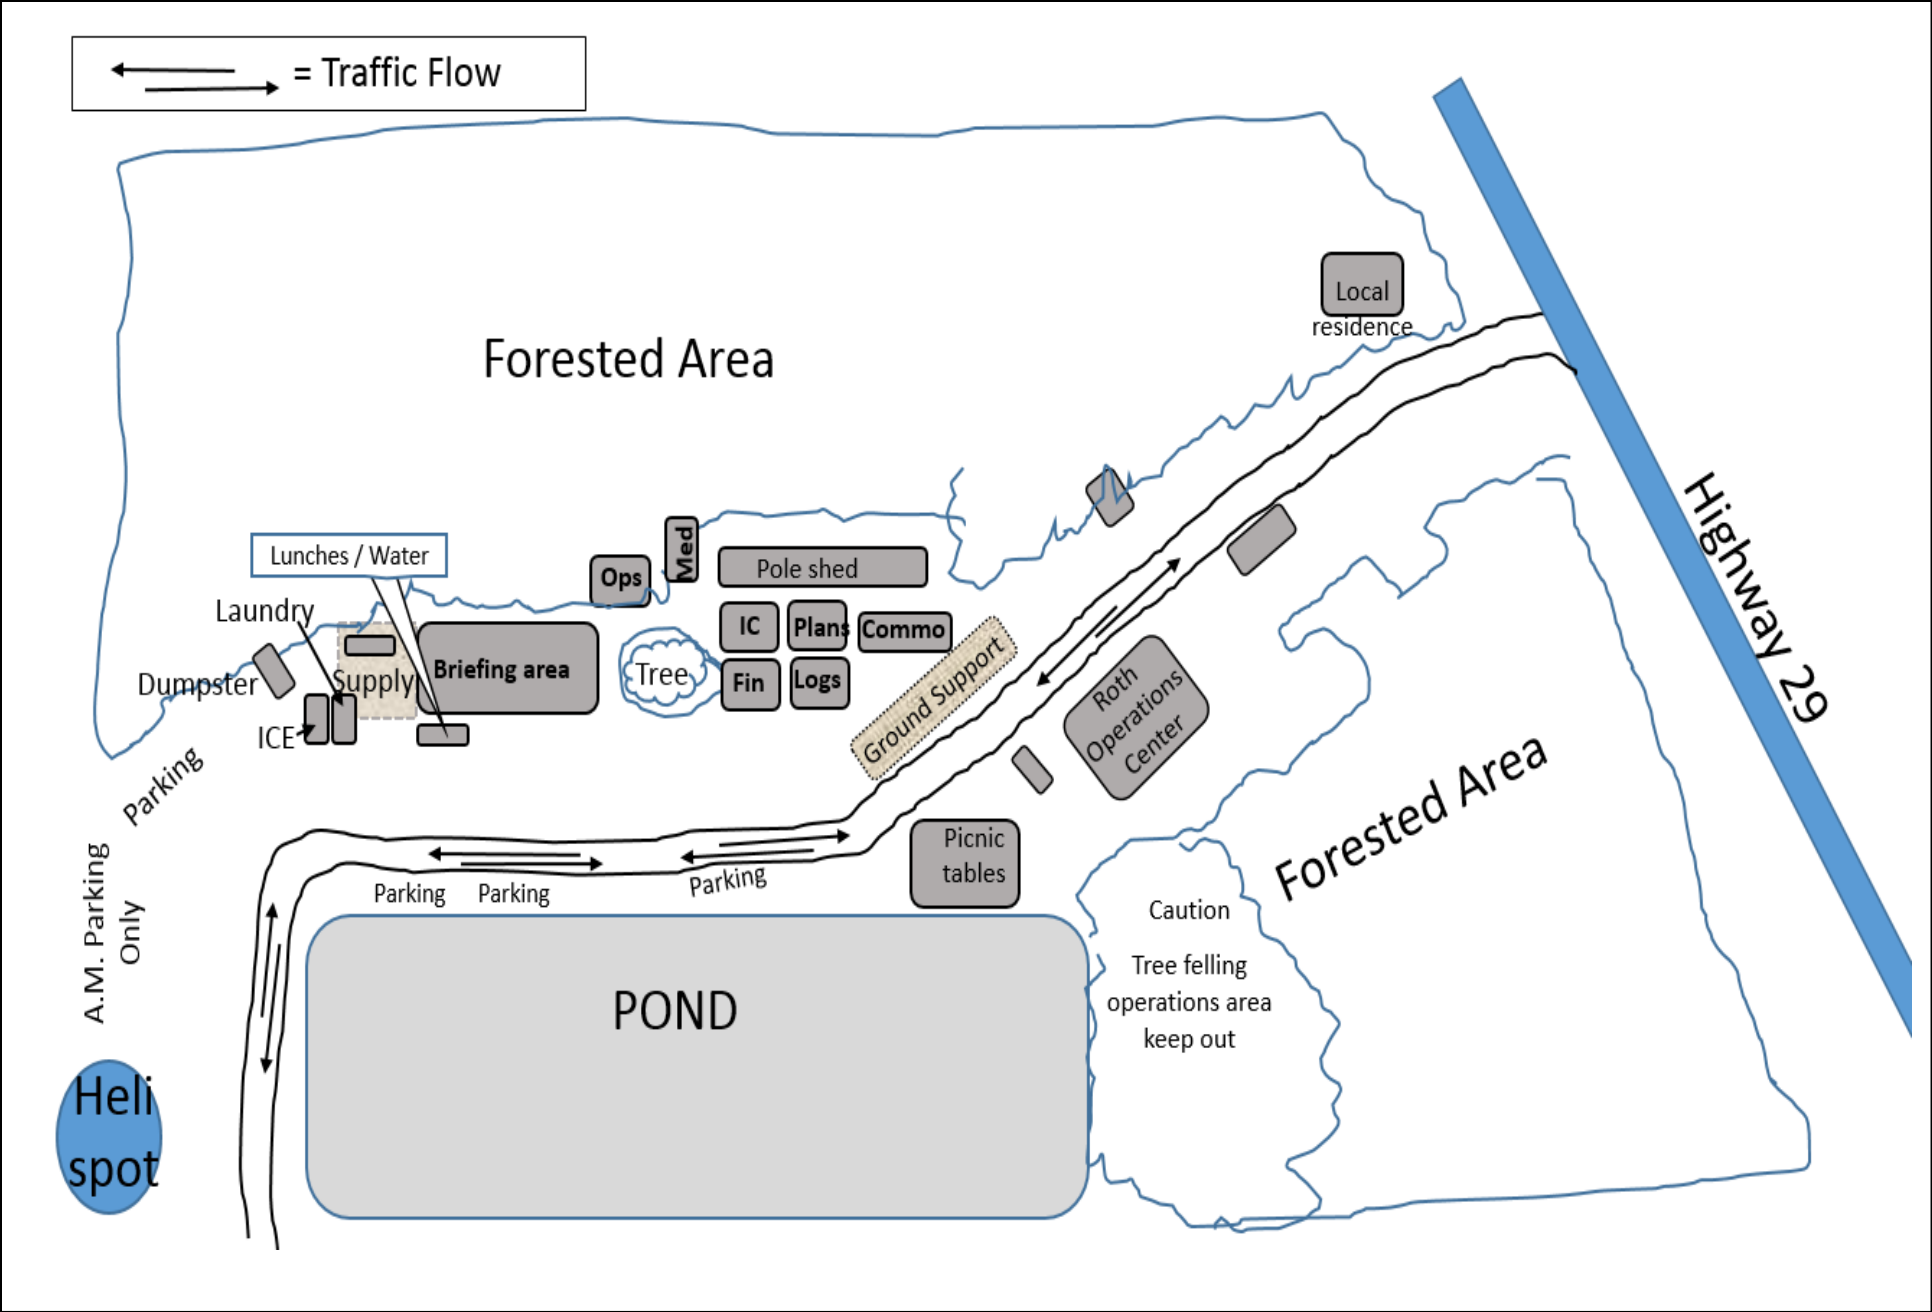 = Traffic Flow
Local
residence
Forested Area
Highway 29
Lunches / Water
Ops
Med
Pole shed
Laundry
IC
Plans
Commo
Dumpster
Supply
Briefing area
Tree
Fin
Logs
Ground Support
Roth
Operations
Center
ICE
Parking
Forested Area
Picnic
tables
Parking
Parking
Parking
A.M. Parking
Only
Caution
Tree felling
operations area
keep out
POND
Heli
spot